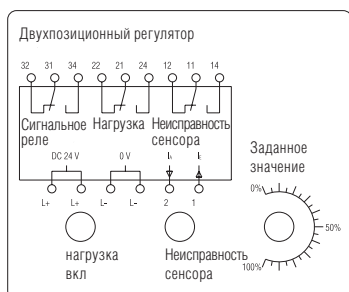 Двухпозиционный регулятор
32 31 34 22 21 24 12 11 14
Сигнальное реле
Нагрузка
Неисправность сенсора
DC 24 V
0 V
L+ L+ L– L– 2 1
Заданное значение
0%
50%
100%
нагрузка вкл
Неисправность сенсора